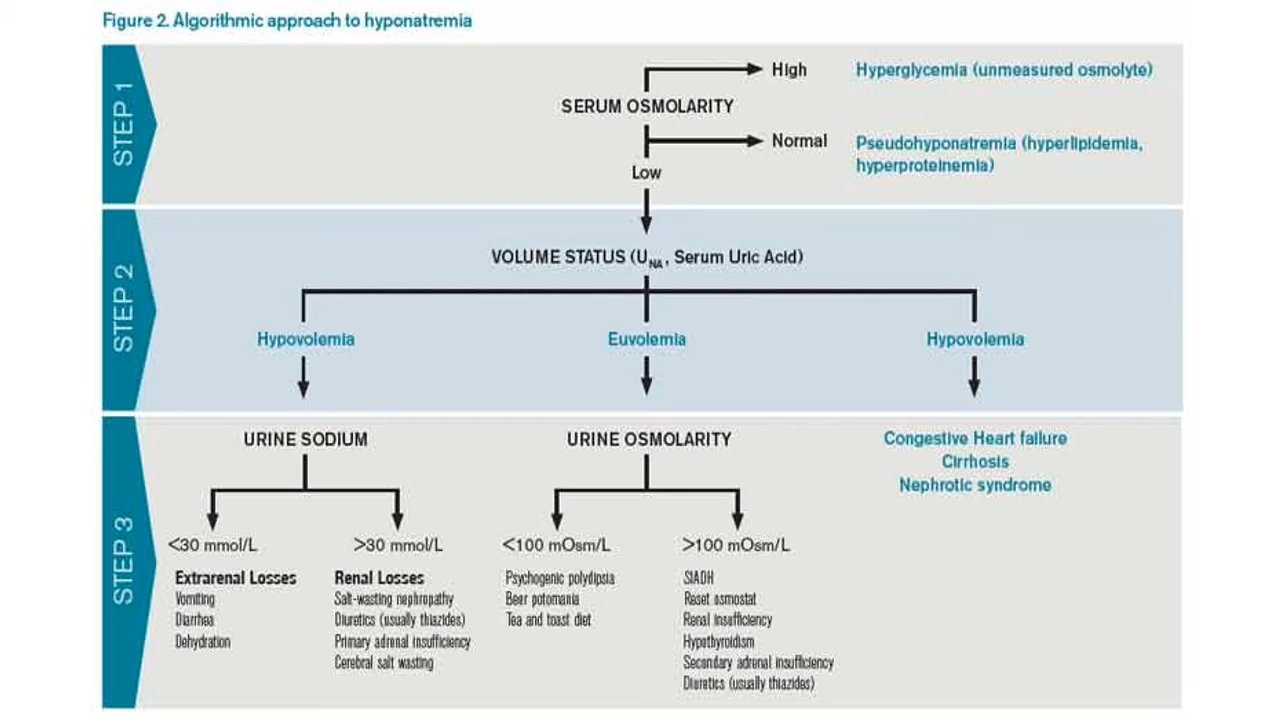 Figure 2. Algorithmic approach to hyponatremia
STEP 1
High
Hyperglycemia (unmeasured osmolyte)
SERUM OSMOLARITY
Normal
Pseudohyponatremia (hyperlipidemia,
hyperproteinemia)
Low
STEP 2
VOLUME STATUS (UNA, Serum Uric Acid)
Hypovolemia
Euvolemia
Hypovolemia
STEP 3
URINE SODIUM
<30 mmol/L
>30 mmol/L
Extrarenal Losses
Vomiting
Diarrhea
Dehydration
Renal Losses
Salt-wasting nephropathy
Diuretics (usually thiazides)
Primary adrenal insufficiency
Cerebral salt wasting
URINE OSMOLARITY
<100 mOsm/L
>100 mOsm/L
Psychogenic polydipsia
Beer potomania
Tea and toast diet
SIADH
Reset osmostat
Renal insufficiency
Hypothyroidism
Secondary adrenal insufficiency
Diuretics (usually thiazides)
Congestive Heart failure
Cirrhosis
Nephrotic syndrome